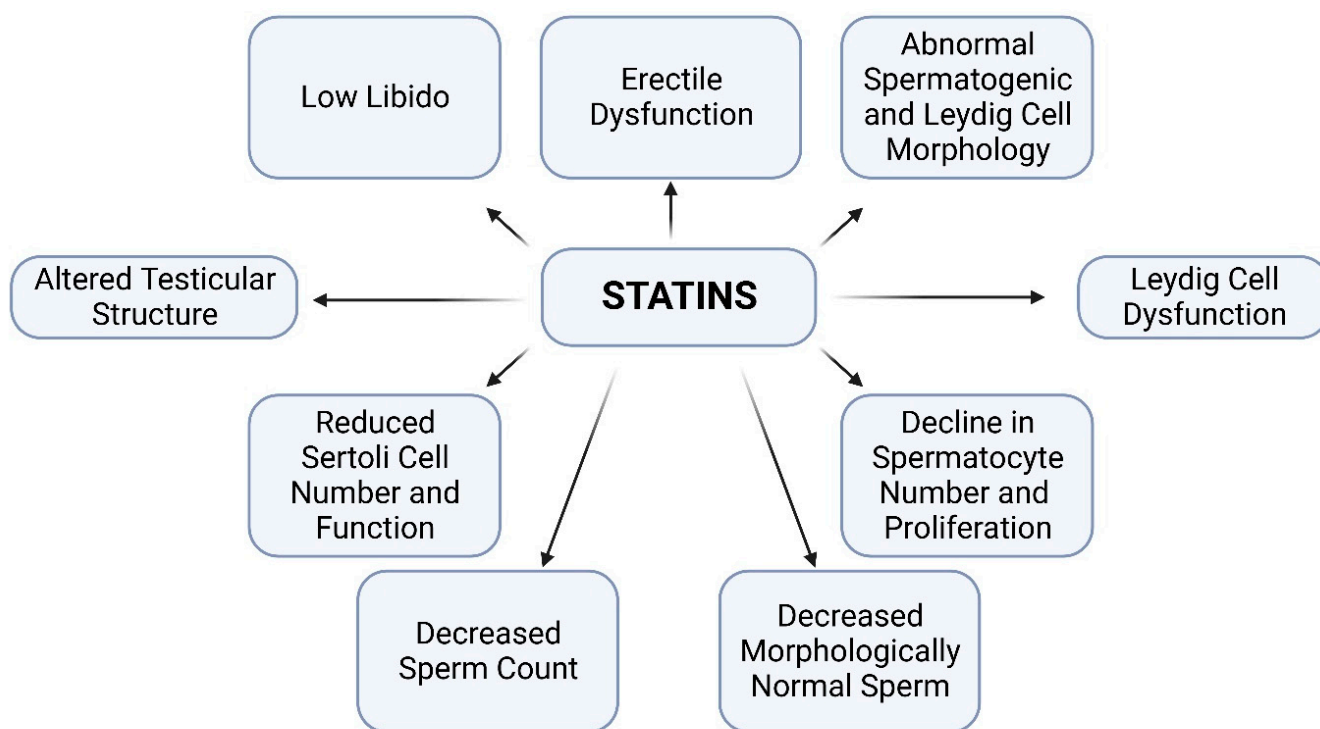 Low Libido
Erectile
Dysfunction
Abnormal
Spermatogenic
and Leydig Cell
Morphology
Altered Testicular
Structure
STATINS
Leydig Cell
Dysfunction
Reduced
Sertoli Cell
Number and
Function
Decline in
Spermatocyte
Number and
Proliferation
Decreased
Sperm Count
Decreased
Morphologically
Normal Sperm